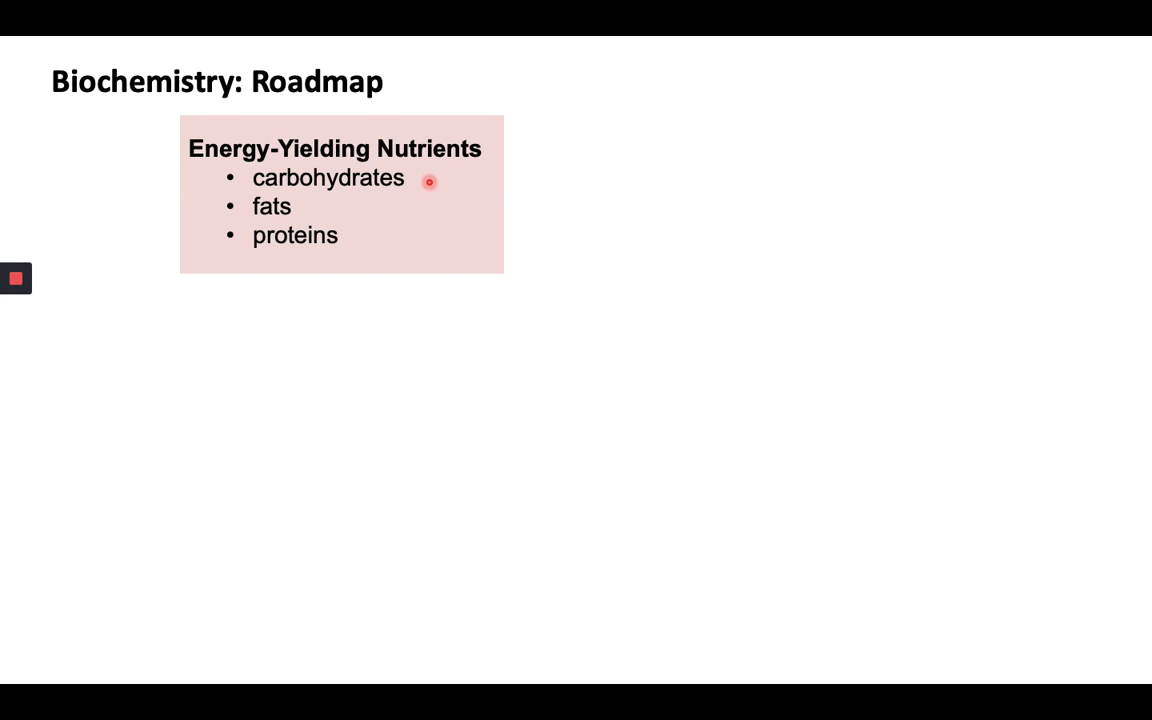 Biochemistry: Roadmap
Energy-Yielding Nutrients
• carbohydrates
• fats
• proteins